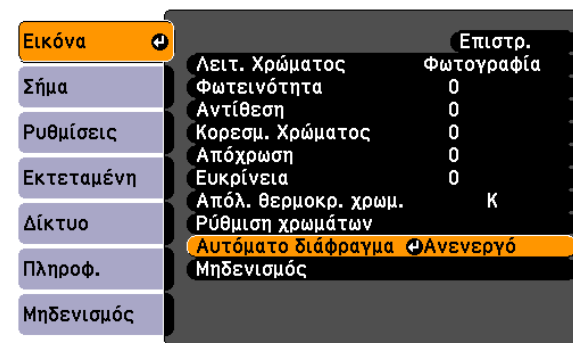 Εικόνα
Σήμα
Ρυθμίσεις
Εκτεταμένη
Δίκτυο
Πληροφ.
Μηδενισμός
Επιστρ.
Λειτ. Χρώματος Φωτογραφία
Φωτεινότητα 0
Αντίθεση 0
Κορεσμ. Χρώματος 0
Απόχρωση 0
Ευκρίνεια 0
Απόλ. θερμοκρ. χρωμ. K
Ρύθμιση χρωμάτων
Αυτόματο διάφραγμα Ανενεργό
Μηδενισμός